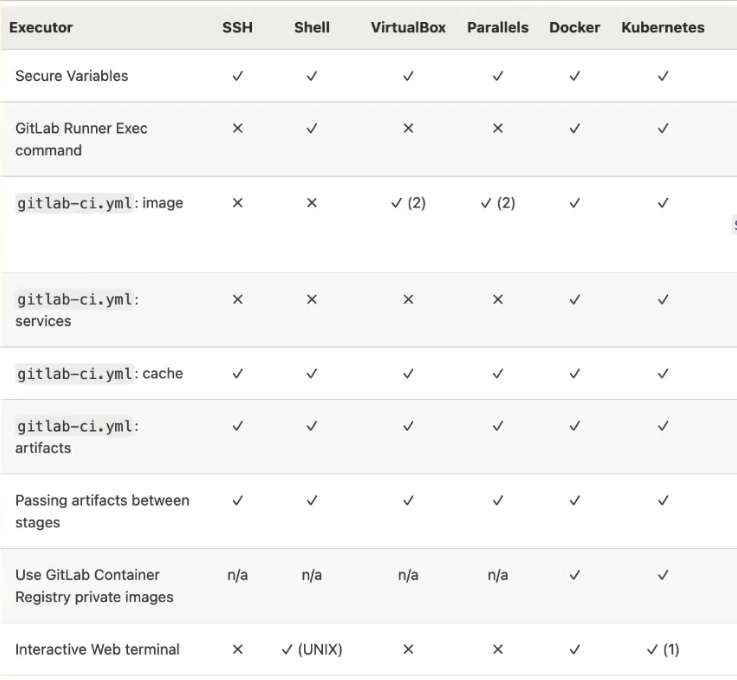 Executor SSH Shell VirtualBox Parallels Docker Kubernetes
Secure Variables ✓ ✓ ✓ ✓ ✓ ✓
GitLab Runner Exec ✕ ✓ ✕ ✕ ✓ ✓
command
gitlab-ci.yml: image ✕ ✕ ✓ (2) ✓ (2) ✓ ✓
gitlab-ci.yml: ✕ ✕ ✕ ✕ ✓ ✓
services
gitlab-ci.yml: cache ✓ ✓ ✓ ✓ ✓ ✓
gitlab-ci.yml: ✓ ✓ ✓ ✓ ✓ ✓
artifacts
Passing artifacts between ✓ ✓ ✓ ✓ ✓ ✓
stages
Use GitLab Container n/a n/a n/a n/a ✓ ✓
Registry private images
Interactive Web terminal ✕ ✓ (UNIX) ✕ ✕ ✓ ✓ (1)